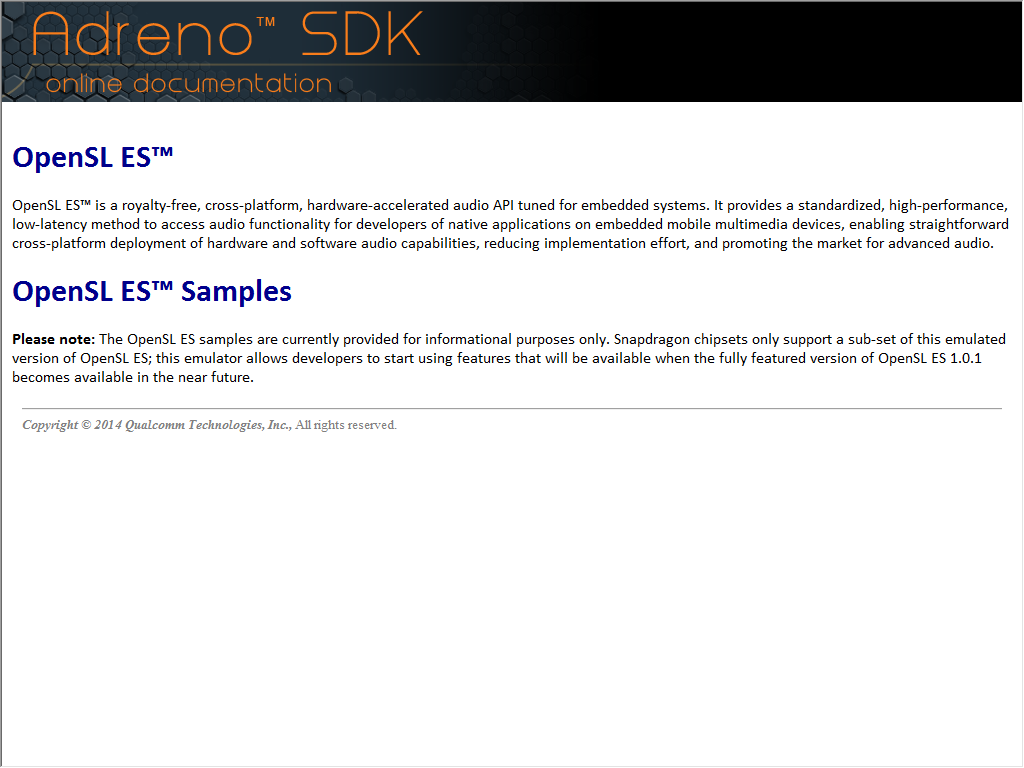 Adreno™ SDK
online documentation
OpenSL ES™
OpenSL ES™ is a royalty-free, cross-platform, hardware-accelerated audio API tuned for embedded systems. It provides a standardized, high-performance,
low-latency method to access audio functionality for developers of native applications on embedded mobile multimedia devices, enabling straightforward
cross-platform deployment of hardware and software audio capabilities, reducing implementation effort, and promoting the market for advanced audio.
OpenSL ES™ Samples
Please note: The OpenSL ES samples are currently provided for informational purposes only. Snapdragon chipsets only support a sub-set of this emulated
version of OpenSL ES; this emulator allows developers to start using features that will be available when the fully featured version of OpenSL ES 1.0.1
becomes available in the near future.
Copyright © 2014 Qualcomm Technologies, Inc., All rights reserved.